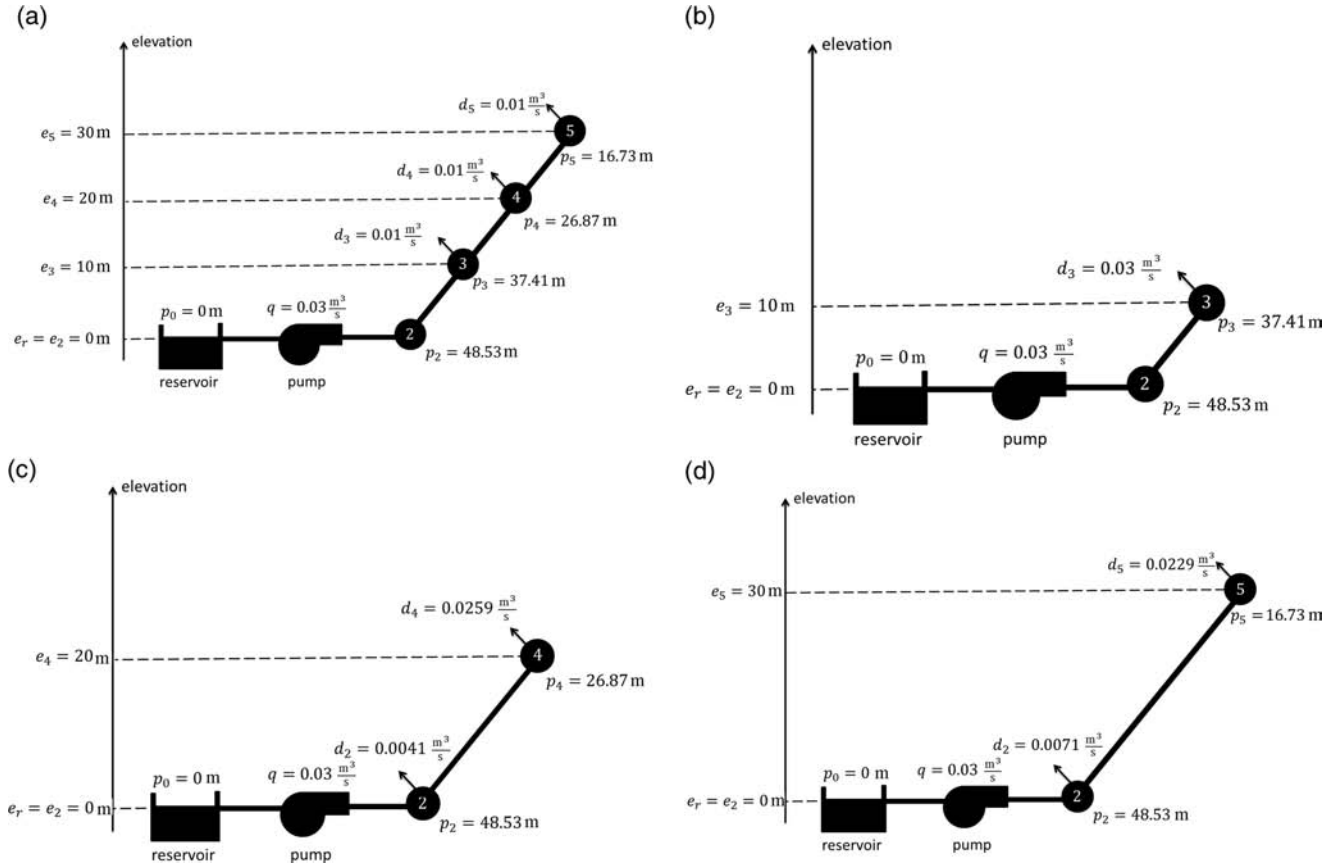 (a)
elevation
d₅ = 0.01 m³/s
e₅ = 30 m
5
p₅ = 16.73 m
d₄ = 0.01 m³/s
e₄ = 20 m
4
p₄ = 26.87 m
d₃ = 0.01 m³/s
e₃ = 10 m
3
p₃ = 37.41 m
p₀ = 0 m
q = 0.03 m³/s
eᵣ = e₂ = 0 m
2
p₂ = 48.53 m
reservoir
pump
(b)
elevation
d₃ = 0.03 m³/s
e₃ = 10 m
3
p₃ = 37.41 m
p₀ = 0 m
q = 0.03 m³/s
eᵣ = e₂ = 0 m
2
p₂ = 48.53 m
reservoir
pump
(c)
elevation
d₄ = 0.0259 m³/s
e₄ = 20 m
4
p₄ = 26.87 m
d₂ = 0.0041 m³/s
p₀ = 0 m
q = 0.03 m³/s
eᵣ = e₂ = 0 m
2
p₂ = 48.53 m
reservoir
pump
(d)
elevation
d₅ = 0.0229 m³/s
e₅ = 30 m
5
p₅ = 16.73 m
d₂ = 0.0071 m³/s
p₀ = 0 m
q = 0.03 m³/s
eᵣ = e₂ = 0 m
2
p₂ = 48.53 m
reservoir
pump